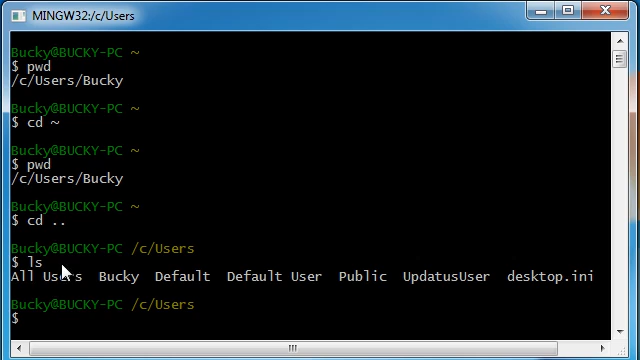 MINGW32:/c/Users
Bucky@BUCKY-PC ~
$ pwd
/c/Users/Bucky
Bucky@BUCKY-PC ~
$ cd ~
Bucky@BUCKY-PC ~
$ pwd
/c/Users/Bucky
Bucky@BUCKY-PC ~
$ cd ..
Bucky@BUCKY-PC /c/Users
$ ls
All Users  Bucky  Default  Default User  Public  UpdatusUser  desktop.ini
Bucky@BUCKY-PC /c/Users
$